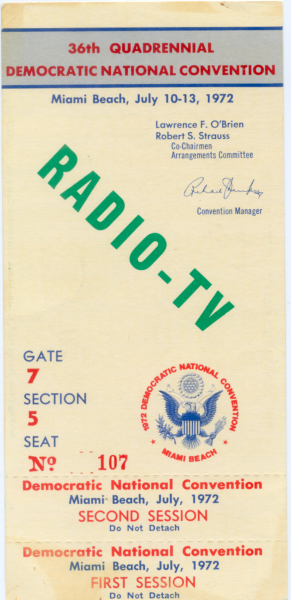 36th QUADRENNIAL
DEMOCRATIC NATIONAL CONVENTION
Miami Beach, July 10-13, 1972
Lawrence F. O'Brien
Robert S. Strauss
Co-Chairmen
Arrangements Committee
Convention Manager
RADIO-TV
GATE
7
SECTION
5
SEAT
No 107
1972 DEMOCRATIC NATIONAL CONVENTION
MIAMI BEACH
Democratic National Convention
Miami Beach, July, 1972
SECOND SESSION
Do Not Detach
Democratic National Convention
Miami Beach, July, 1972
FIRST SESSION
Do Not Detach